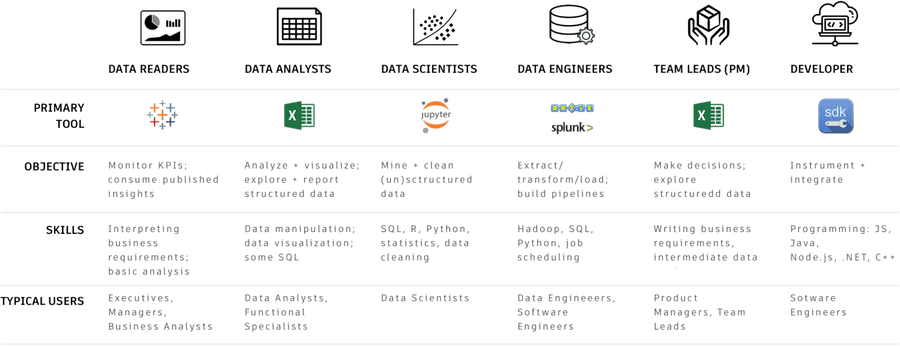 DATA READERS
DATA ANALYSTS
DATA SCIENTISTS
DATA ENGINEERS
TEAM LEADS (PM)
DEVELOPER
PRIMARY
TOOL
jupyter
splunk>
sdk
OBJECTIVE
Monitor KPIs;
consume published
insights
Analyze + visualize;
explore + report
structured data
Mine + clean
(un)sctructured
data
Extract/
transform/load;
build pipelines
Make decisions;
explore
structuredd data
Instrument +
integrate
SKILLS
Interpreting
business
requirements;
basic analysis
Data manipulation;
data visualization;
some SQL
SQL, R, Python,
statistics, data
cleaning
Hadoop, SQL,
Python, job
scheduling
Writing business
requirements,
intermediate data
Programming: JS,
Java,
Node.js, .NET, C++
TYPICAL USERS
Executives,
Managers,
Business Analysts
Data Analysts,
Functional
Specialists
Data Scientists
Data Engineeers,
Software
Engineers
Product
Managers, Team
Leads
Sotware
Engineers